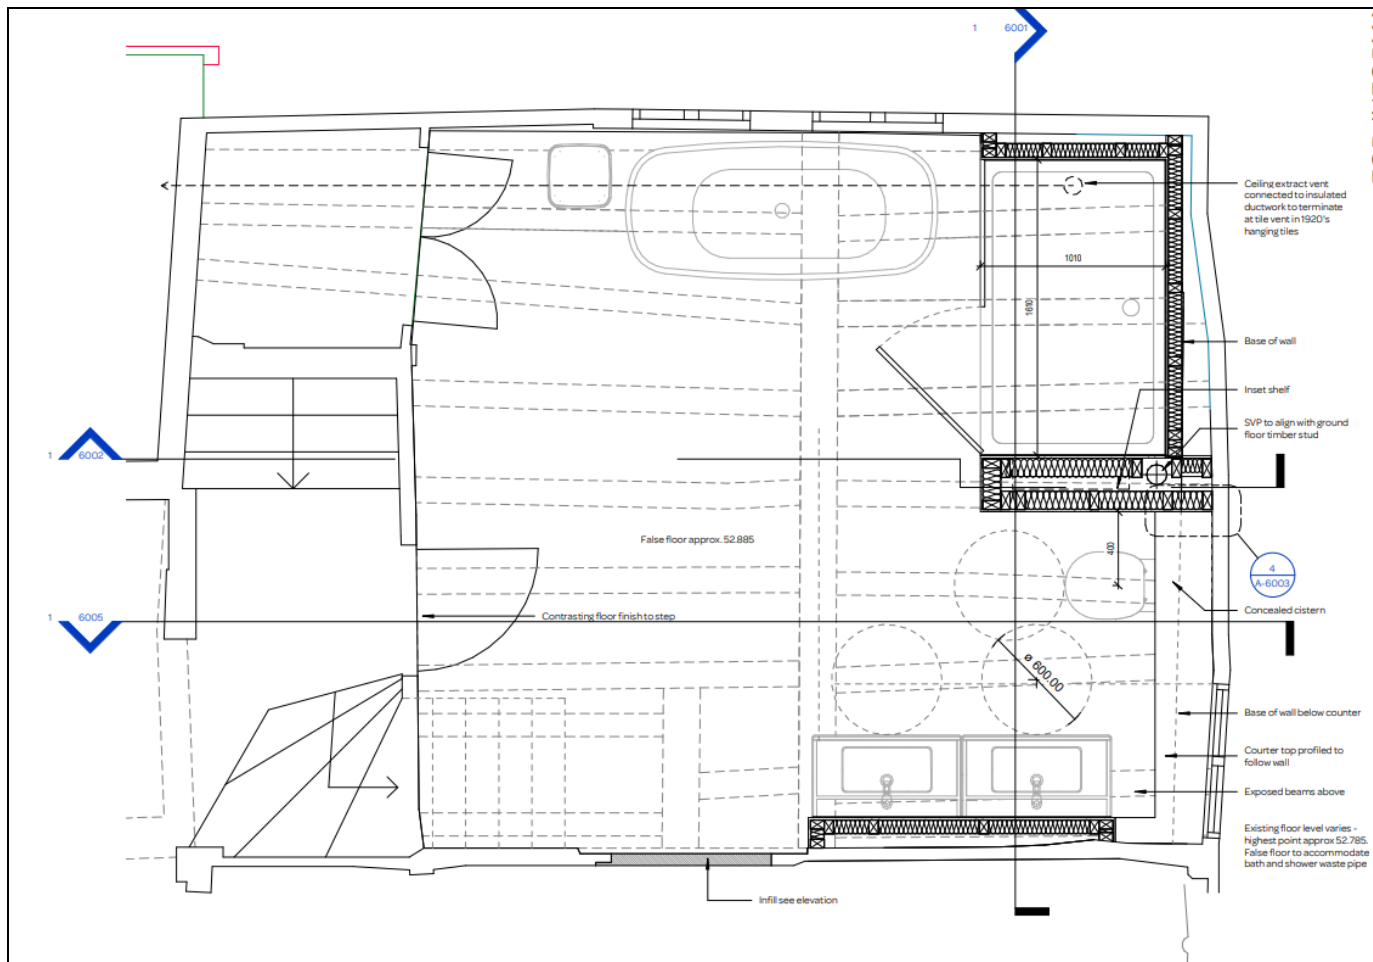 1 6001
Ceiling extract vent
connected to insulated
ductwork to terminate
at tile vent in 1920's
hanging tiles
1010
1610
Base of wall
Inset shelf
SVP to align with ground
floor timber stud
1 6002
False floor approx. 52.885
400
4
A-6003
Concealed cistern
1 6005
Contrasting floor finish to step
ø 600.00
Base of wall below counter
Courter top profiled to
follow wall
Exposed beams above
Existing floor level varies -
highest point approx 52.785.
False floor to accommodate
bath and shower waste pipe
Infill see elevation